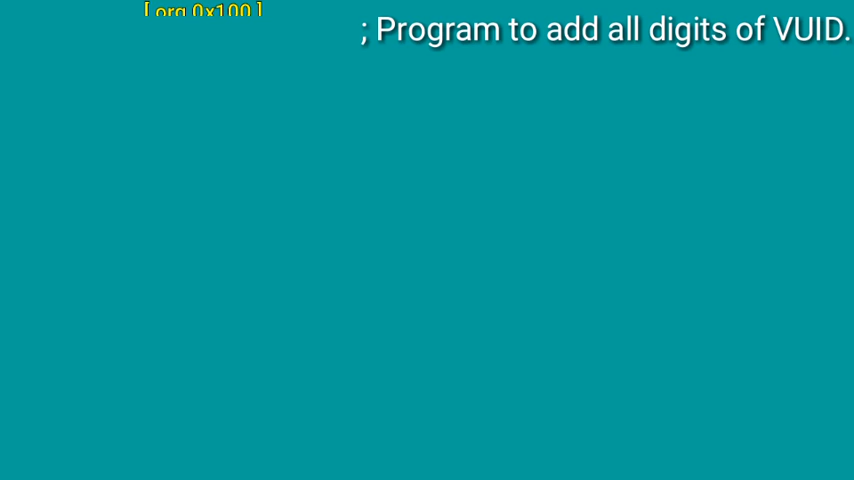 [ org 0x100 ]
; Program to add all digits of VUID.